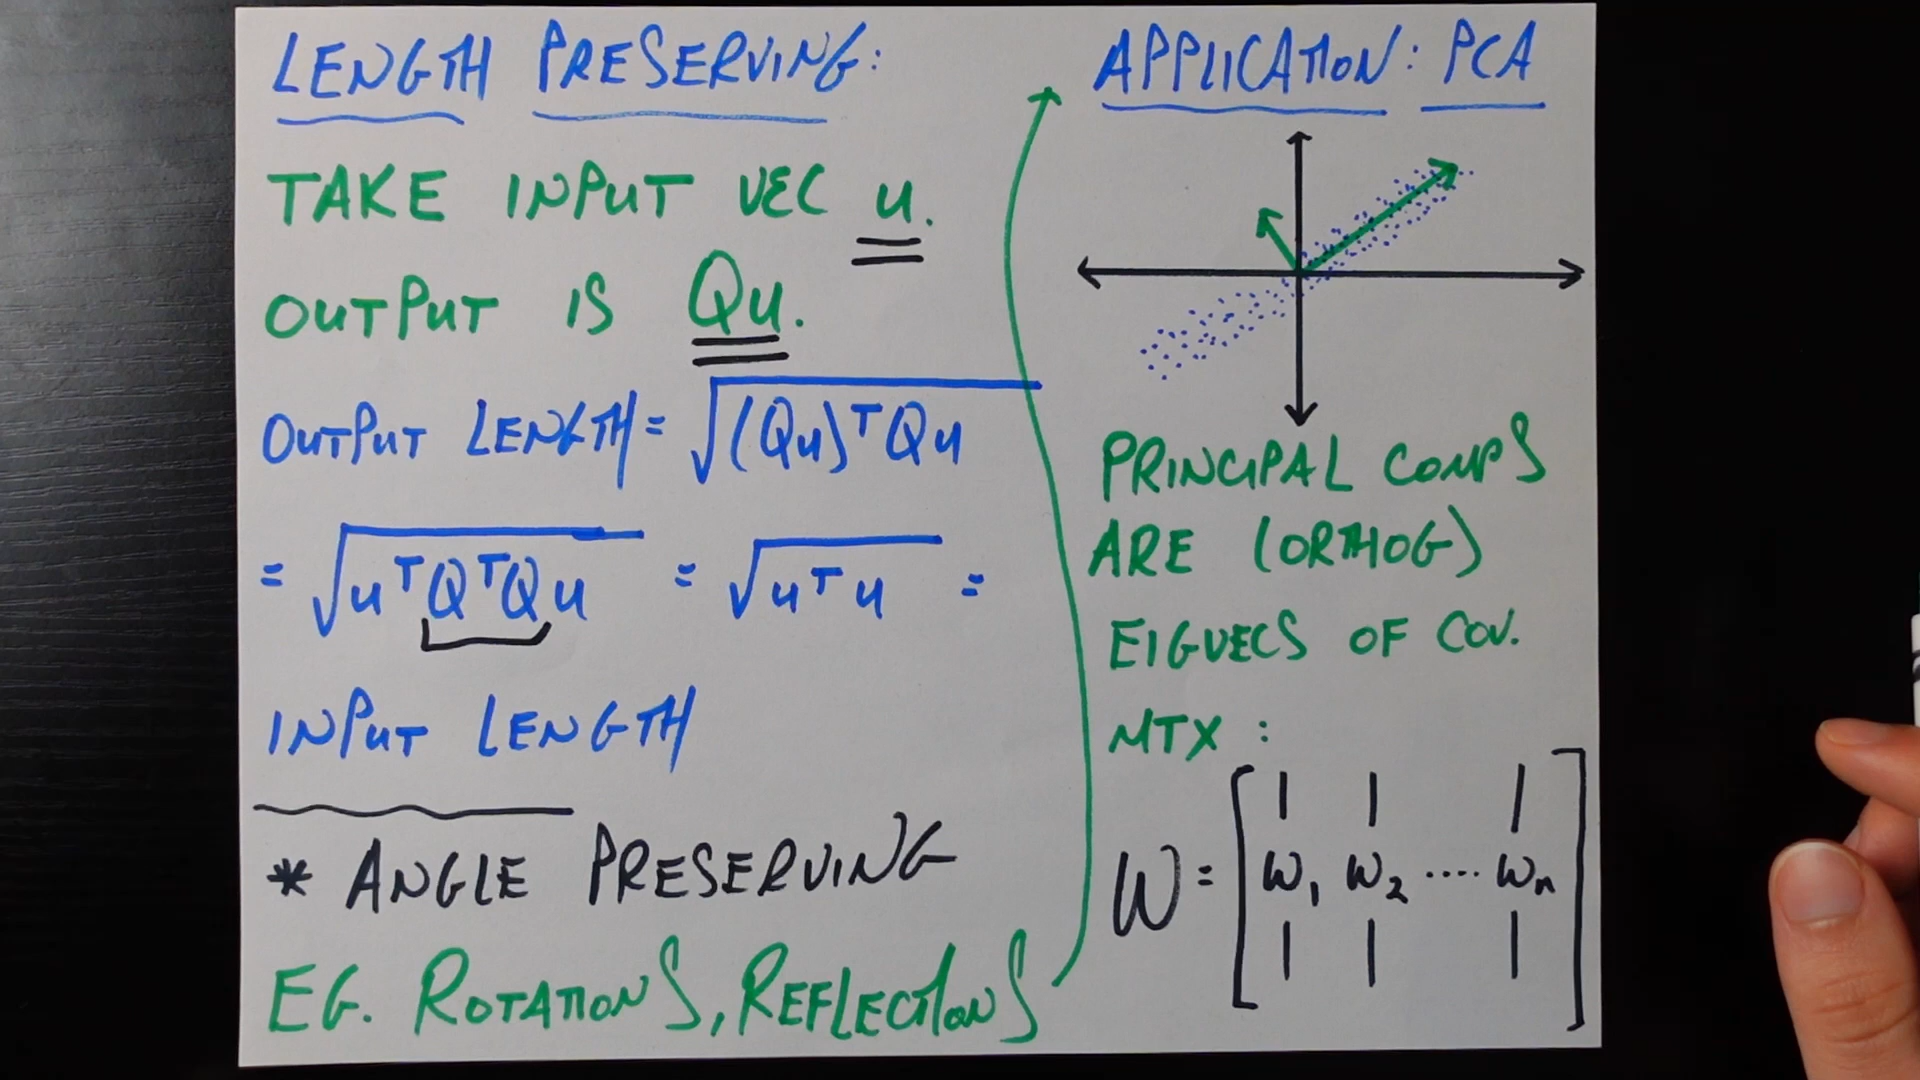 LENGTH PRESERVING:
TAKE INPUT VEC u.
OUTPUT IS Qu.
OUTPUT LENGTH = √(Qu)ᵀQu
= √uᵀQᵀQu = √uᵀu =
INPUT LENGTH
* ANGLE PRESERVING
EG. ROTATIONS, REFLECTIONS
APPLICATION: PCA
PRINCIPAL COMPS
ARE (ORTHOG)
EIGVECS OF COV.
MTX:
W = [ | | |
w₁ w₂ .... wₙ
| | | ]